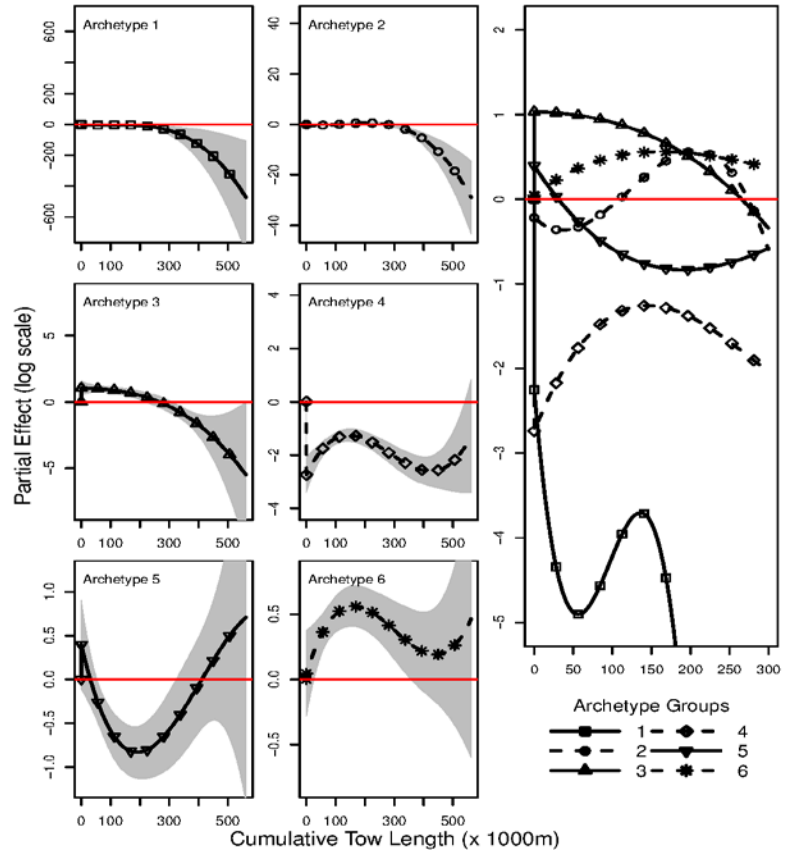 Archetype 1
600
400
200
0
-200
-600
0 100 300 500
Archetype 2
40
20
0
-20
-40
0 100 300 500
Archetype 3
5
0
-5
0 100 300 500
Archetype 4
4
2
0
-2
-4
0 100 300 500
Archetype 5
1.0
0.5
0.0
-0.5
-1.0
0 100 300 500
Archetype 6
0.5
0.0
-0.5
0 100 300 500
2
1
0
-1
-2
-3
-4
-5
0 50 100 150 200 250 300
Partial Effect (log scale)
Cumulative Tow Length (x 1000m)
Archetype Groups
1 4
2 5
3 6